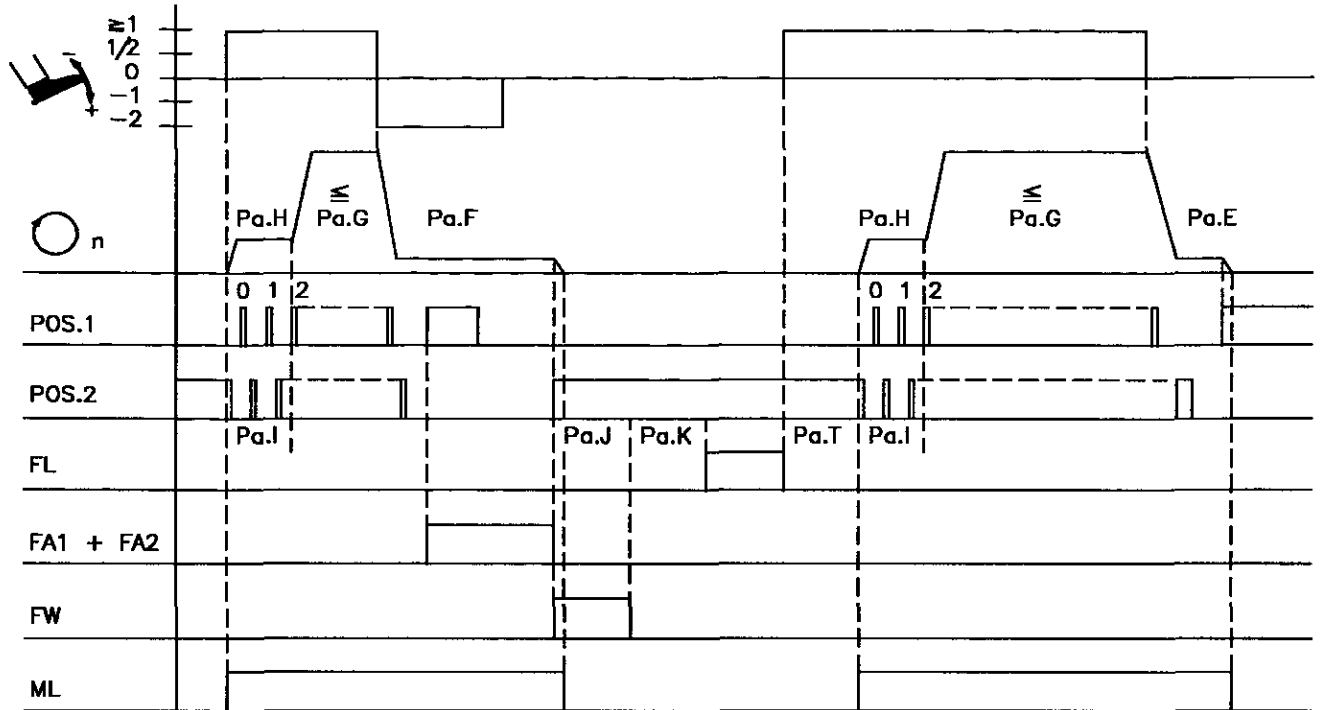 ≧1
1/2
0
−1
−2
−
+
n
Pa.H
≦
Pa.G
Pa.F
Pa.H
≦
Pa.G
Pa.E
0 1 2
0 1 2
POS.1
POS.2
Pa.I
Pa.J
Pa.K
Pa.T
Pa.I
FL
FA1 + FA2
FW
ML